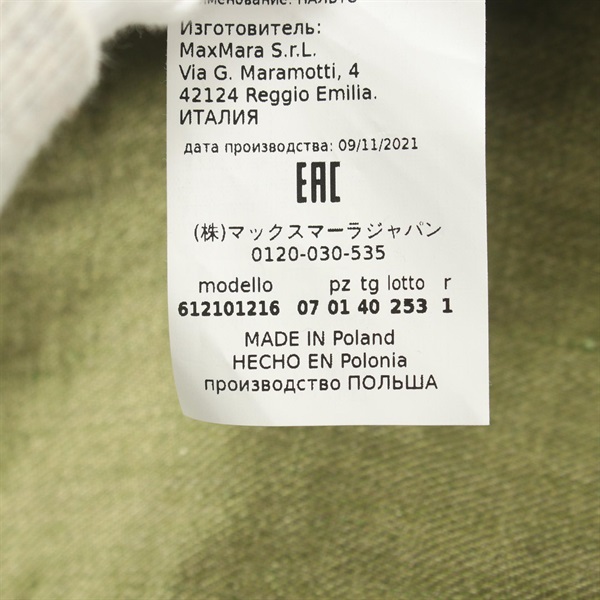 Изготовитель:
MaxMara S.r.L.
Via G. Maramotti, 4
42124 Reggio Emilia.
ИТАЛИЯ
дата производства: 09/11/2021
EAC
(株)マックスマーラジャパン
0120-030-535
modello pz tg lotto r
612101216 07 01 40 253 1
MADE IN Poland
HECHO EN Polonia
производство ПОЛЬША